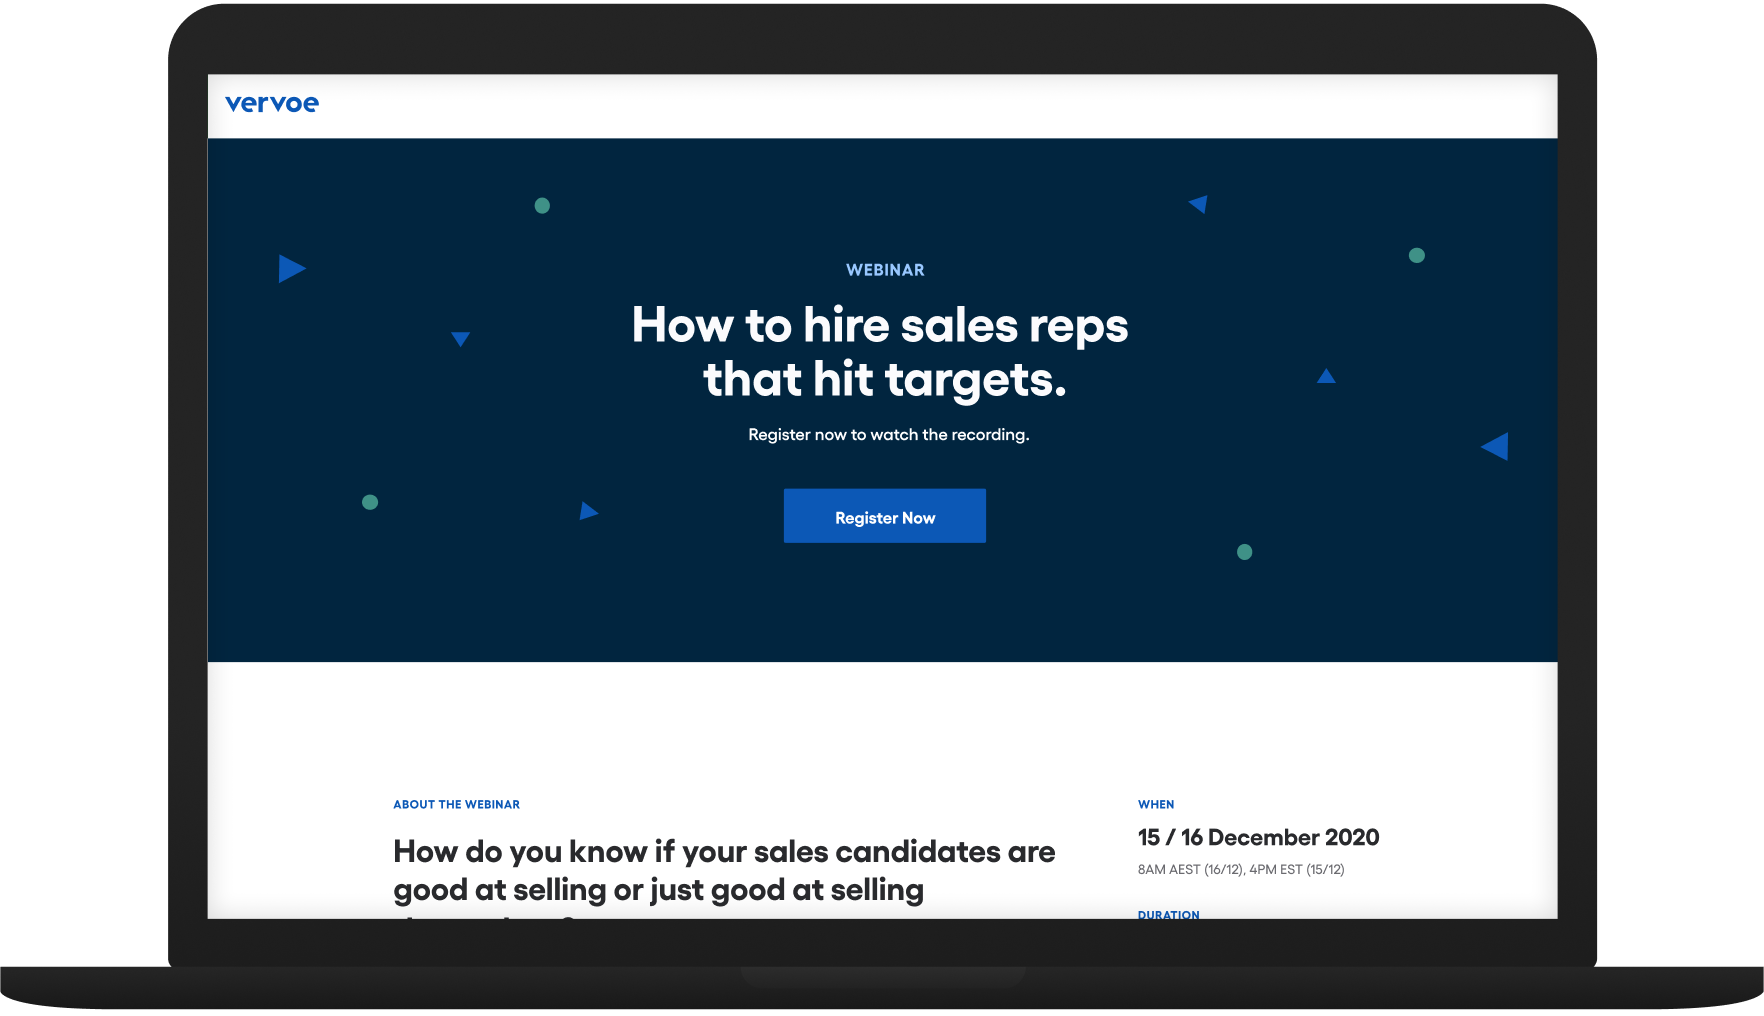 vervoe
WEBINAR
How to hire sales reps
that hit targets.
Register now to watch the recording.
Register Now
ABOUT THE WEBINAR
How do you know if your sales candidates are
good at selling or just good at selling
WHEN
15 / 16 December 2020
8AM AEST (16/12), 4PM EST (15/12)
DURATION